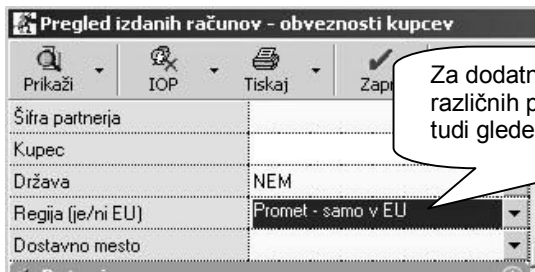 Pregled izdanih računov - obveznosti kupcev
Prikaži IOP Tiskaj
Za dodatn
različnih p
tudi glede
Šifra partnerja
Kupec
Država NEM
Regija (je/ni EU) Promet - samo v EU
Dostavno mesto